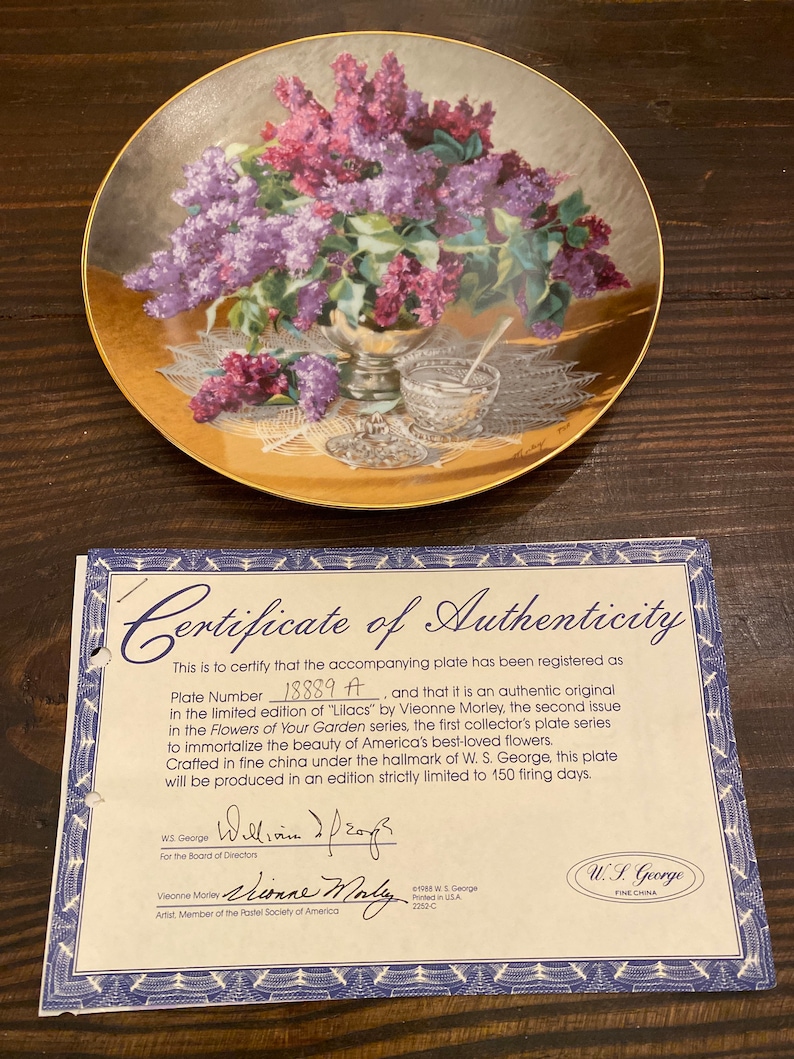 Morley
Certificate of Authenticity
This is to certify that the accompanying plate has been registered as
Plate Number 18889 A, and that it is an authentic original
in the limited edition of "Lilacs" by Vieonne Morley, the second issue
in the Flowers of Your Garden series, the first collector's plate series
to immortalize the beauty of America's best-loved flowers.
Crafted in fine china under the hallmark of W. S. George, this plate
will be produced in an edition strictly limited to 150 firing days.
W.S. George William S George
For the Board of Directors
W. S. George
FINE CHINA
Vieonne Morley Vieonne Morley
Artist, Member of the Pastel Society of America
©1988 W. S. George
Printed in U.S.A.
2252-C